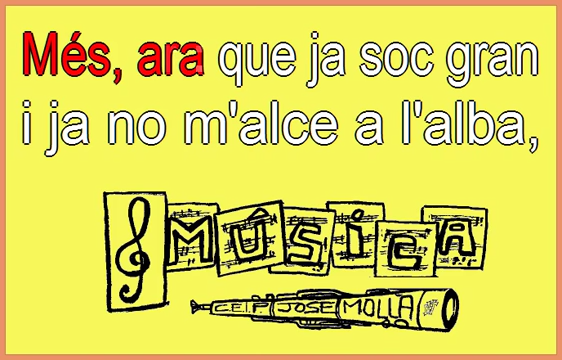 Més, ara que ja soc gran
i ja no m'alce a l'alba,
MÚSICA
C.E.I.P JOSE MOLLA